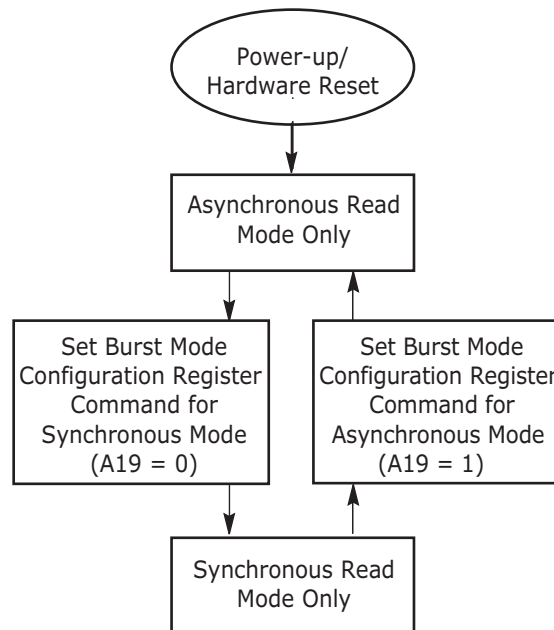 Power-up/
Hardware Reset
Asynchronous Read
Mode Only
Set Burst Mode
Configuration Register
Command for
Synchronous Mode
(A19 = 0)
Set Burst Mode
Configuration Register
Command for
Asynchronous Mode
(A19 = 1)
Synchronous Read
Mode Only